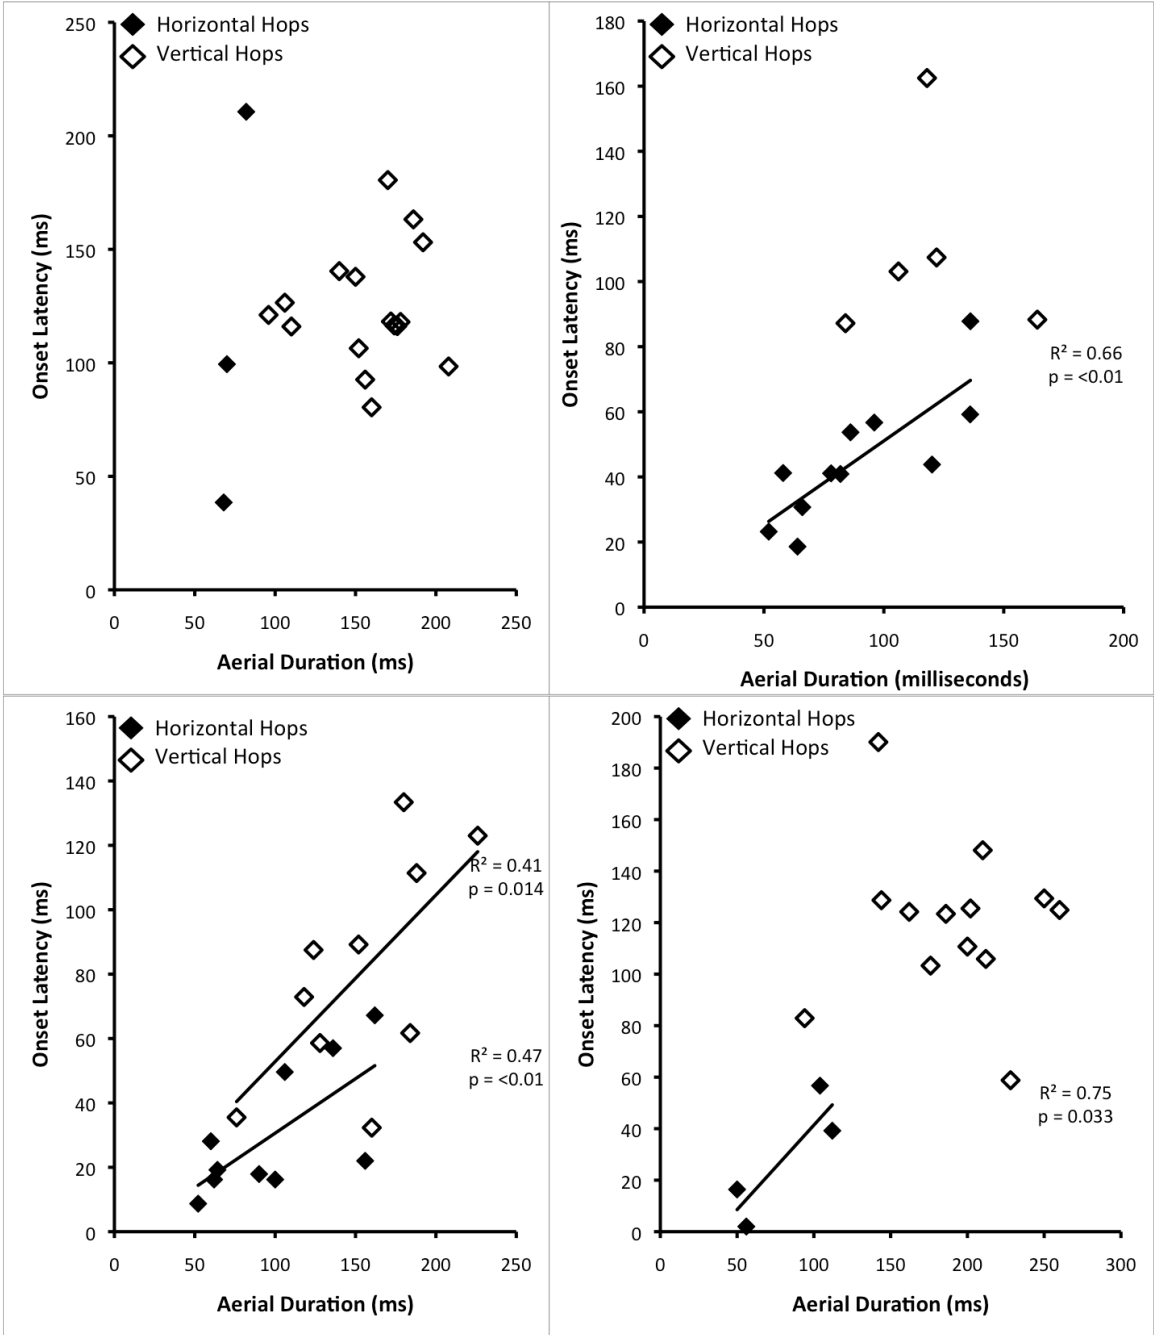 Horizontal Hops
Vertical Hops
250
200
150
100
50
0
Onset Latency (ms)
0 50 100 150 200 250
Aerial Duration (ms)
Horizontal Hops
Vertical Hops
180
160
140
120
100
80
60
40
20
0
Onset Latency (ms)
R² = 0.66
p = <0.01
0 50 100 150 200
Aerial Duration (milliseconds)
Horizontal Hops
Vertical Hops
160
140
120
100
80
60
40
20
0
Onset Latency (ms)
R² = 0.41
p = 0.014
R² = 0.47
p = <0.01
0 50 100 150 200 250
Aerial Duration (ms)
Horizontal Hops
Vertical Hops
200
180
160
140
120
100
80
60
40
20
0
Onset Latency (ms)
R² = 0.75
p = 0.033
0 50 100 150 200 250 300
Aerial Duration (ms)